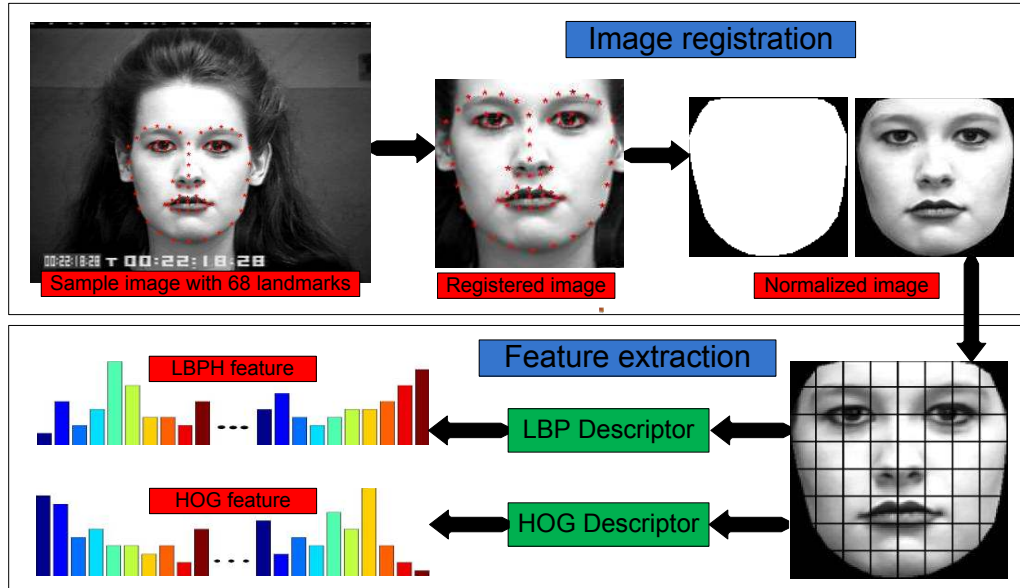 Image registration
00:22:18:28 T 00:22:18:28
Sample image with 68 landmarks
Registered image
Normalized image
Feature extraction
LBPH feature
LBP Descriptor
HOG feature
HOG Descriptor